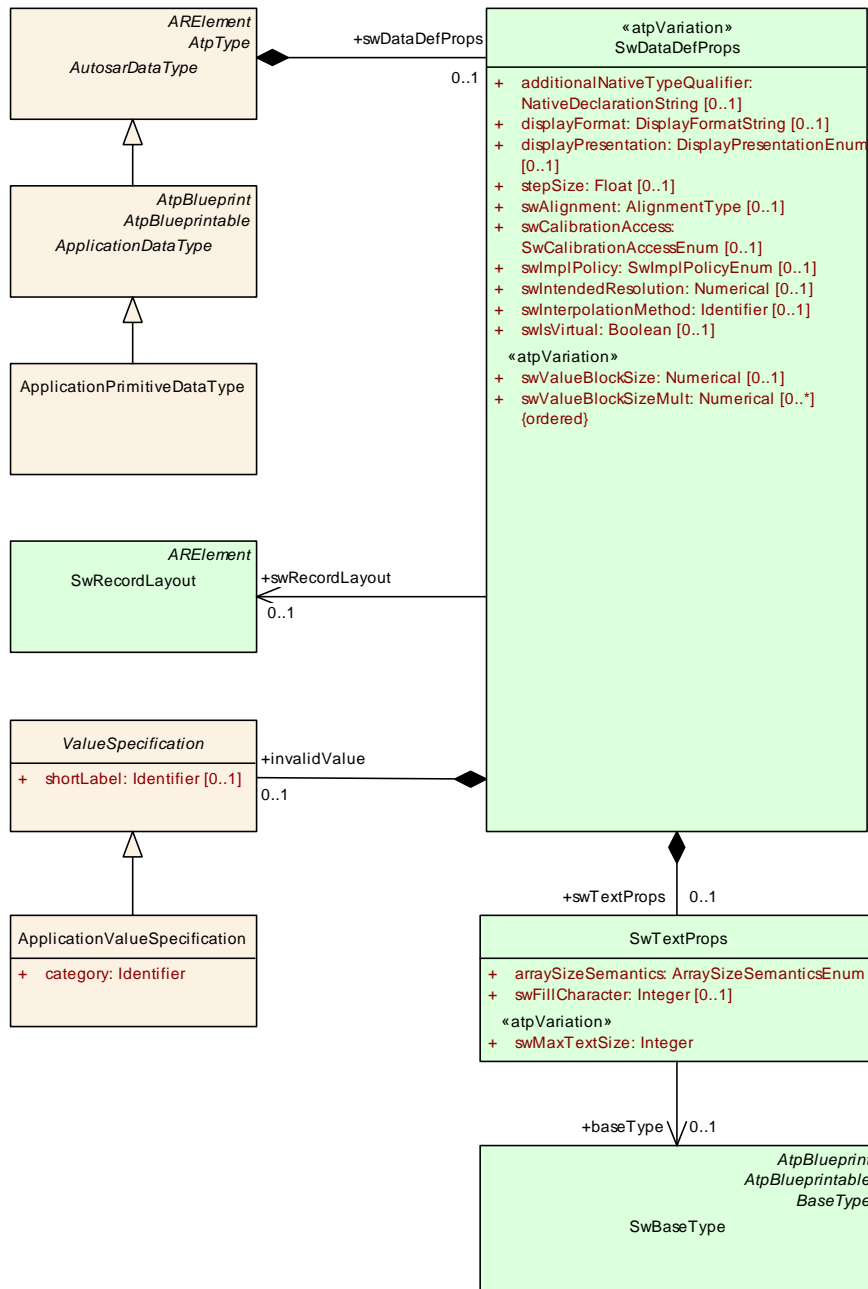 ARElement
AtpType
AutosarDataType
+swDataDefProps
0..1
«atpVariation»
SwDataDefProps
+ additionalNativeTypeQualifier:
NativeDeclarationString [0..1]
+ displayFormat: DisplayFormatString [0..1]
+ displayPresentation: DisplayPresentationEnum
[0..1]
+ stepSize: Float [0..1]
+ swAlignment: AlignmentType [0..1]
+ swCalibrationAccess:
SwCalibrationAccessEnum [0..1]
+ swImplPolicy: SwImplPolicyEnum [0..1]
+ swIntendedResolution: Numerical [0..1]
+ swInterpolationMethod: Identifier [0..1]
+ swIsVirtual: Boolean [0..1]
«atpVariation»
+ swValueBlockSize: Numerical [0..1]
+ swValueBlockSizeMult: Numerical [0..*]
{ordered}
AtpBlueprint
AtpBlueprintable
ApplicationDataType
ApplicationPrimitiveDataType
ARElement
SwRecordLayout
+swRecordLayout
0..1
ValueSpecification
+ shortLabel: Identifier [0..1]
+invalidValue
0..1
ApplicationValueSpecification
+ category: Identifier
+swTextProps
0..1
SwTextProps
+ arraySizeSemantics: ArraySizeSemanticsEnum
+ swFillCharacter: Integer [0..1]
«atpVariation»
+ swMaxTextSize: Integer
+baseType
0..1
AtpBlueprint
AtpBlueprintable
BaseType
SwBaseType